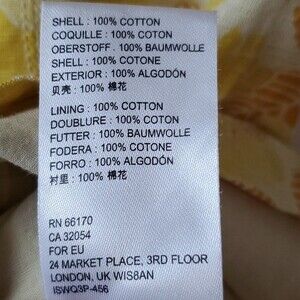 SHELL : 100% COTTON
COQUILLE : 100% COTON
OBERSTOFF : 100% BAUMWOLLE
SHELL : 100% COTONE
EXTERIOR : 100% ALGODÓN
贝壳 : 100% 棉花
LINING : 100% COTTON
DOUBLURE : 100% COTON
FUTTER : 100% BAUMWOLLE
FODERA : 100% COTONE
FORRO : 100% ALGODÓN
衬里 : 100% 棉花
RN 66170
CA 32054
FOR EU
24 MARKET PLACE, 3RD FLOOR
LONDON, UK WIS8AN
ISWQ3P-456